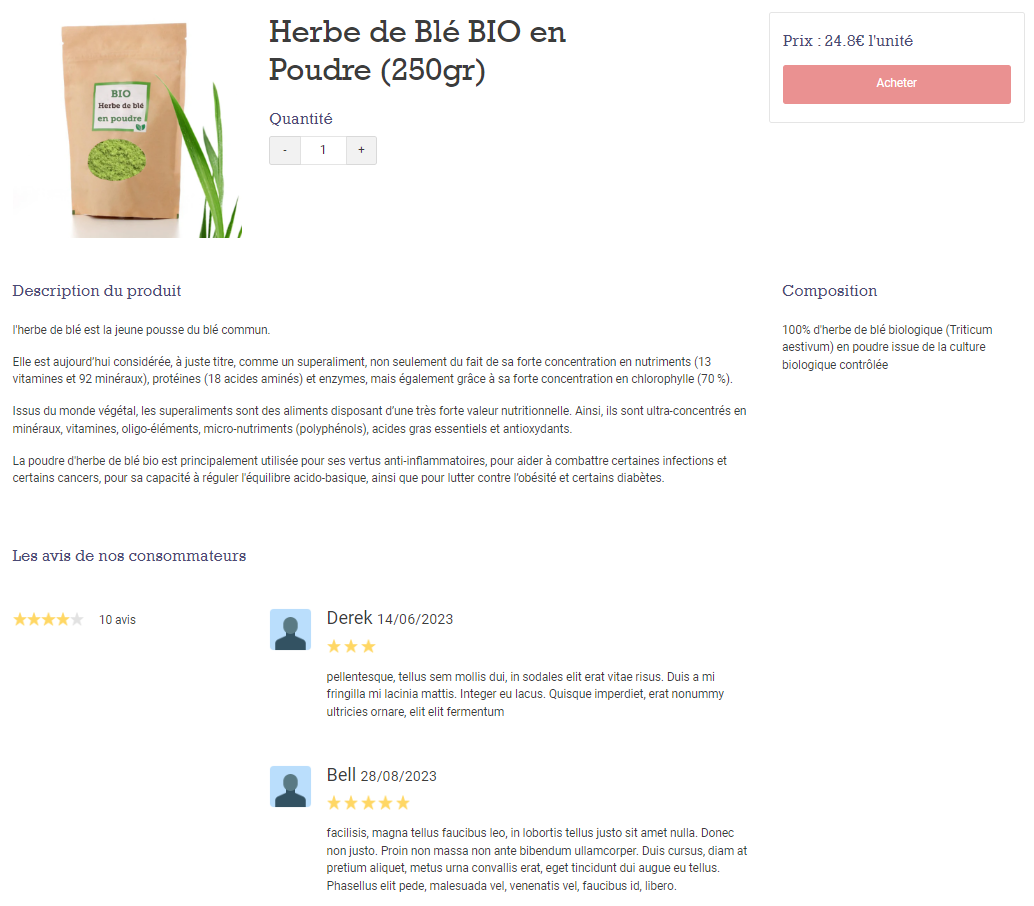 Herbe de Blé BIO en
Poudre (250gr)
Prix : 24.8€ l'unité
Acheter
BIO
Herbe de blé
en poudre
Quantité
- 1 +
Description du produit
l'herbe de blé est la jeune pousse du blé commun.
Elle est aujourd'hui considérée, à juste titre, comme un superaliment, non seulement du fait de sa forte concentration en nutriments (13
vitamines et 92 minéraux), protéines (18 acides aminés) et enzymes, mais également grâce à sa forte concentration en chlorophylle (70 %).
Issus du monde végétal, les superaliments sont des aliments disposant d'une très forte valeur nutritionnelle. Ainsi, ils sont ultra-concentrés en
minéraux, vitamines, oligo-éléments, micro-nutriments (polyphénols), acides gras essentiels et antioxydants.
La poudre d'herbe de blé bio est principalement utilisée pour ses vertus anti-inflammatoires, pour aider à combattre certaines infections et
certains cancers, pour sa capacité à réguler l'équilibre acido-basique, ainsi que pour lutter contre l'obésité et certains diabètes.
Composition
100% d'herbe de blé biologique (Triticum
aestivum) en poudre issue de la culture
biologique contrôlée
Les avis de nos consommateurs
10 avis
Derek 14/06/2023
pellentesque, tellus sem mollis dui, in sodales elit erat vitae risus. Duis a mi
fringilla mi lacinia mattis. Integer eu lacus. Quisque imperdiet, erat nonummy
ultricies ornare, elit elit fermentum
Bell 28/08/2023
facilisis, magna tellus faucibus leo, in lobortis tellus justo sit amet nulla. Donec
non justo. Proin non massa non ante bibendum ullamcorper. Duis cursus, diam at
pretium aliquet, metus urna convallis erat, eget tincidunt dui augue eu tellus.
Phasellus elit pede, malesuada vel, venenatis vel, faucibus id, libero.